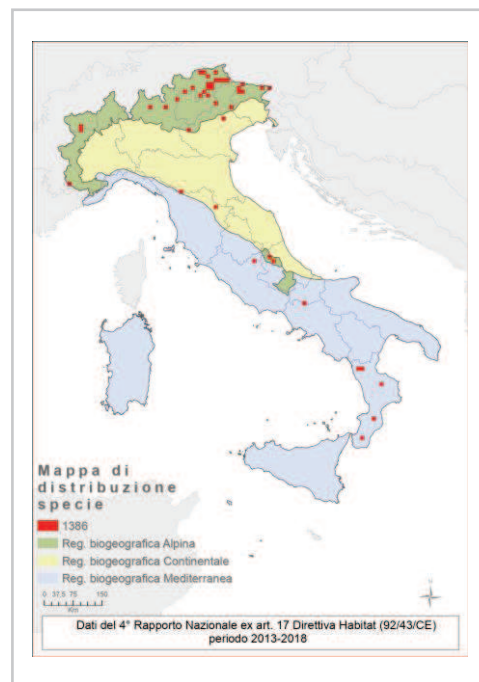 Mappa di
distribuzione
specie
1386
Reg. biogeografica Alpina
Reg. biogeografica Continentale
Reg. biogeografica Mediterranea
0 37,5 75 150
Km
N
Dati del 4° Rapporto Nazionale ex art. 17 Direttiva Habitat (92/43/CE)
periodo 2013-2018